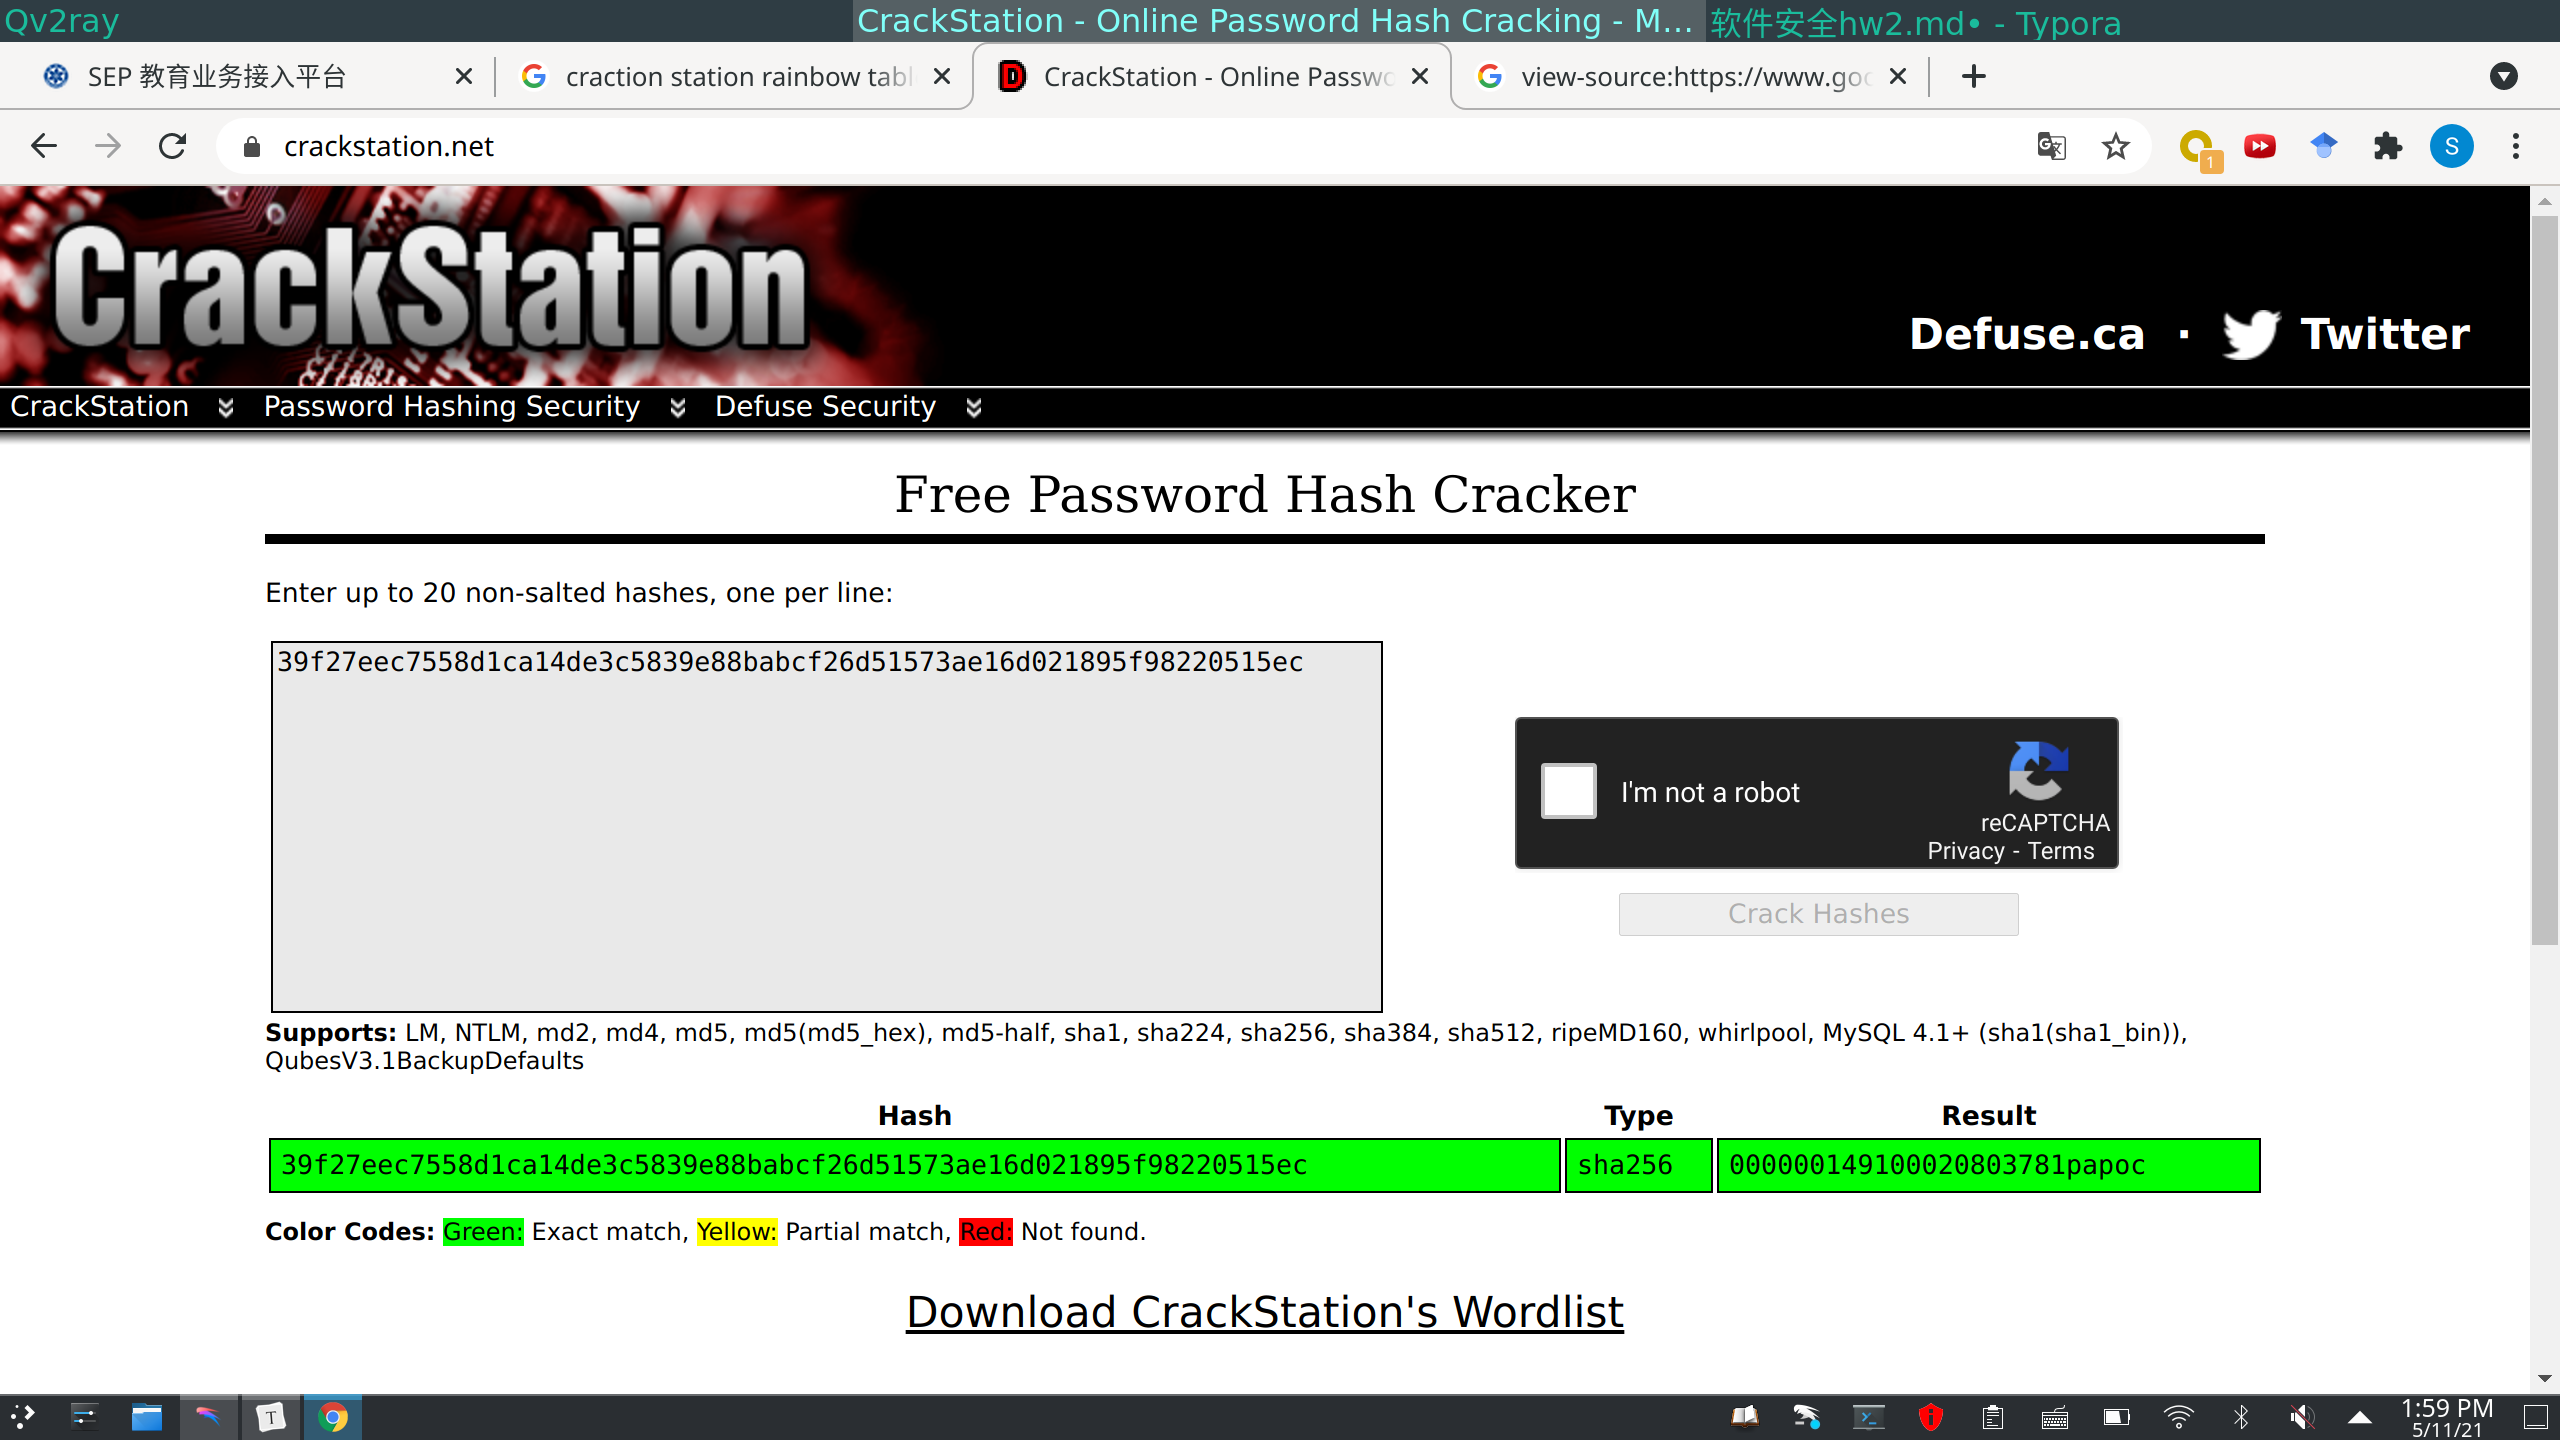 Qv2ray
CrackStation - Online Password Hash Cracking - M...
软件安全hw2.md• - Typora
SEP 教育业务接入平台
craction station rainbow tabl
CrackStation - Online Passwo
view-source:https://www.goo
crackstation.net
1
S
CrackStation
Defuse.ca · Twitter
CrackStation
Password Hashing Security
Defuse Security
Free Password Hash Cracker
Enter up to 20 non-salted hashes, one per line:
39f27eec7558d1ca14de3c5839e88babcf26d51573ae16d021895f98220515ec
I'm not a robot
reCAPTCHA
Privacy - Terms
Crack Hashes
Supports: LM, NTLM, md2, md4, md5, md5(md5_hex), md5-half, sha1, sha224, sha256, sha384, sha512, ripeMD160, whirlpool, MySQL 4.1+ (sha1(sha1_bin)),
QubesV3.1BackupDefaults
Hash Type Result
39f27eec7558d1ca14de3c5839e88babcf26d51573ae16d021895f98220515ec sha256 000000149100020803781papoc
Color Codes: Green: Exact match, Yellow: Partial match, Red: Not found.
Download CrackStation's Wordlist
T
1:59 PM
5/11/21